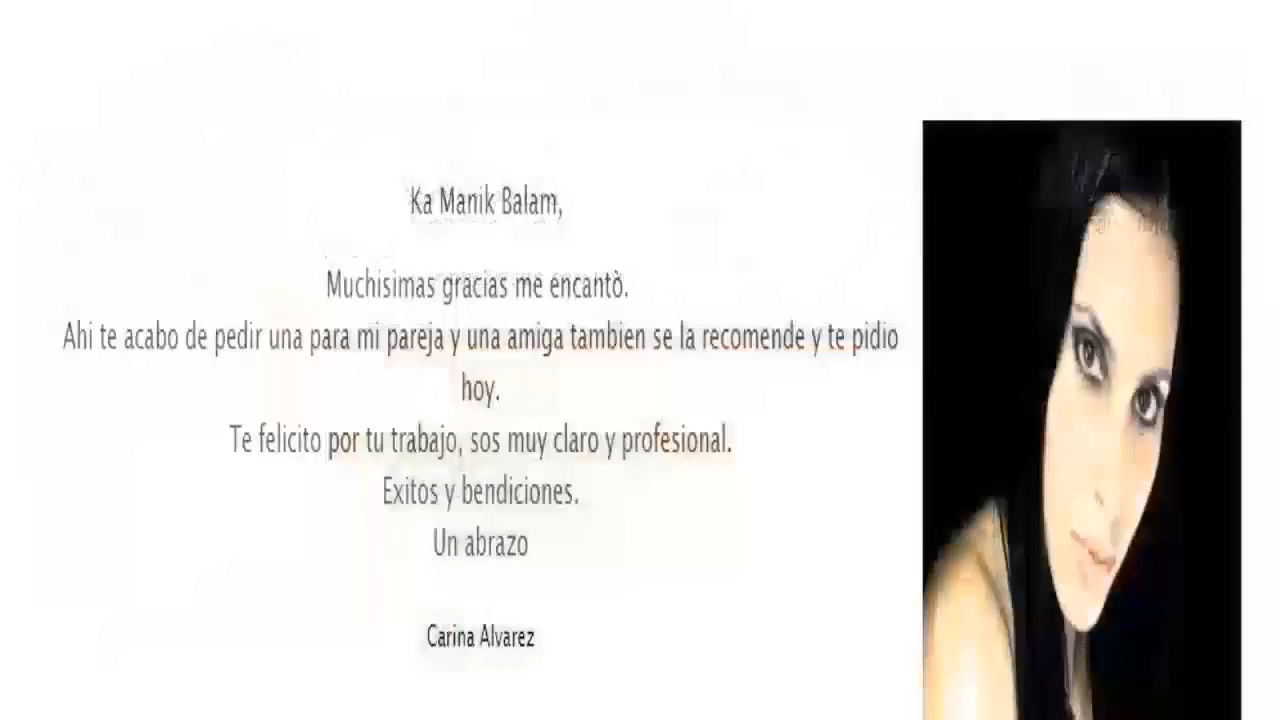 Ka Manik Balam,
Muchisimas gracias me encantò.
Ahi te acabo de pedir una para mi pareja y una amiga tambien se la recomende y te pidio
hoy.
Te felicito por tu trabajo, sos muy claro y profesional.
Exitos y bendiciones.
Un abrazo
Carina Alvarez